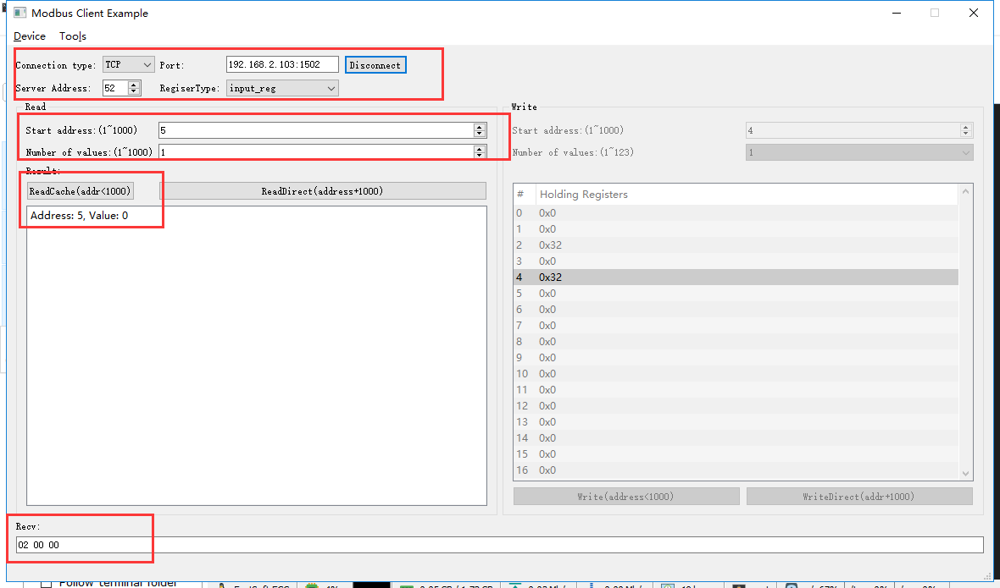 Modbus Client Example
Device Tools
Connection type: TCP Port: 192.168.2.103:1502 Disconnect
Server Address: 52 RegiserType: input_reg
Read
Write
Start address:(1~1000) 5
Start address:(1~1000) 4
Number of values:(1~1000) 1
Number of values:(1~123) 1
Result:
ReadCache(addr<1000) ReadDirect(address+1000)
Address: 5, Value: 0
# Holding Registers
0 0x0
1 0x0
2 0x32
3 0x0
4 0x32
5 0x0
6 0x0
7 0x0
8 0x0
9 0x0
10 0x0
11 0x0
12 0x0
13 0x0
14 0x0
15 0x0
16 0x0
Write(address<1000) WriteDirect(addr+1000)
Recv:
02 00 00
Follow terminal folder